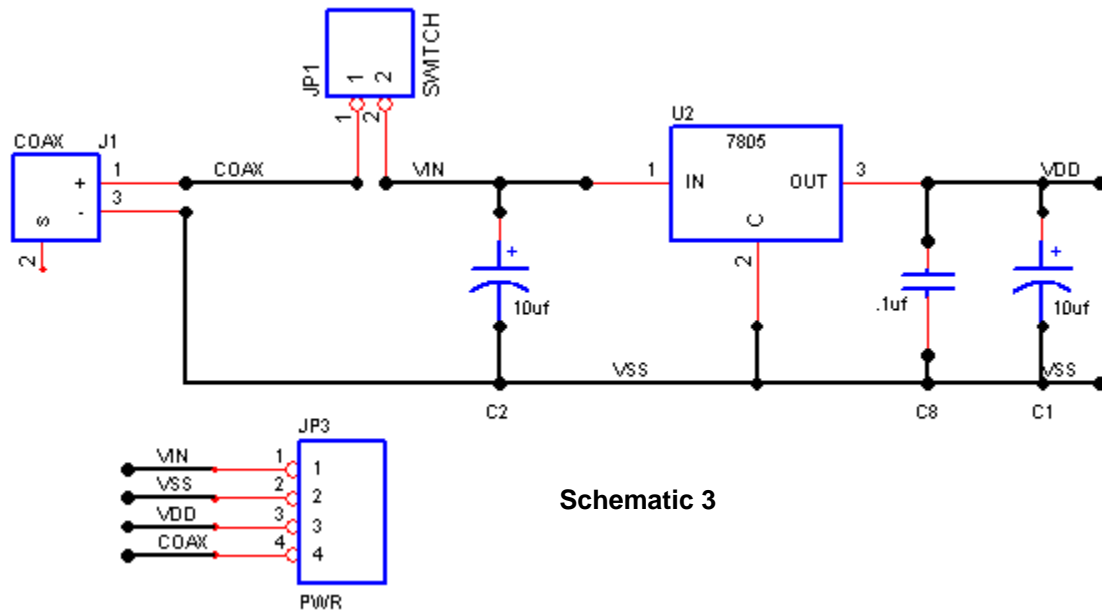 JP1
1 2
SWITCH
1 2
COAX J1
1
+
3
-
S
2
COAX
VIN
U2
7805
1
IN OUT
3
C
2
VDD
+
10uf
.1uf
+
10uf
VSS
VSS
C2
C8
C1
JP3
VIN 1 1
VSS 2 2
VDD 3 3
COAX 4 4
PWR
Schematic 3